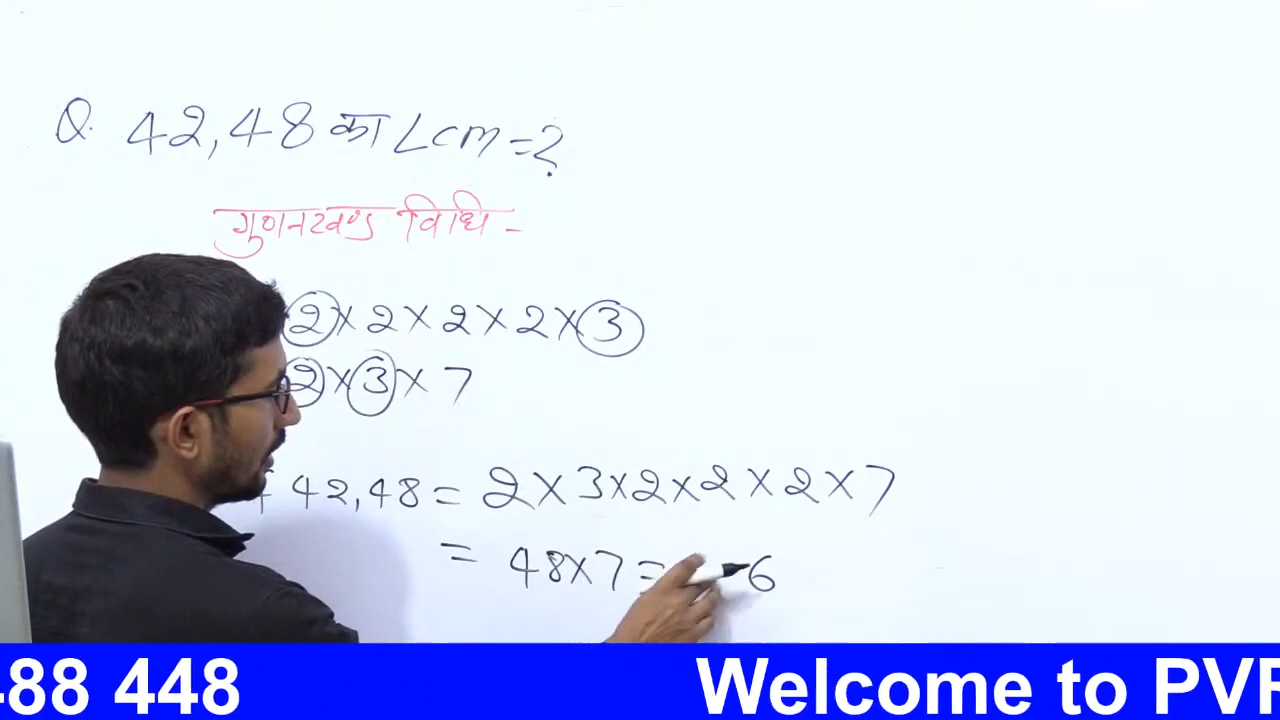 Q. 42,48 का Lcm=?
गुणनखण्ड विधि -
2×2×2×2×3
2×3×7
42,48 = 2×3×2×2×2×7
= 48×7= 6
488 448 Welcome to PVR